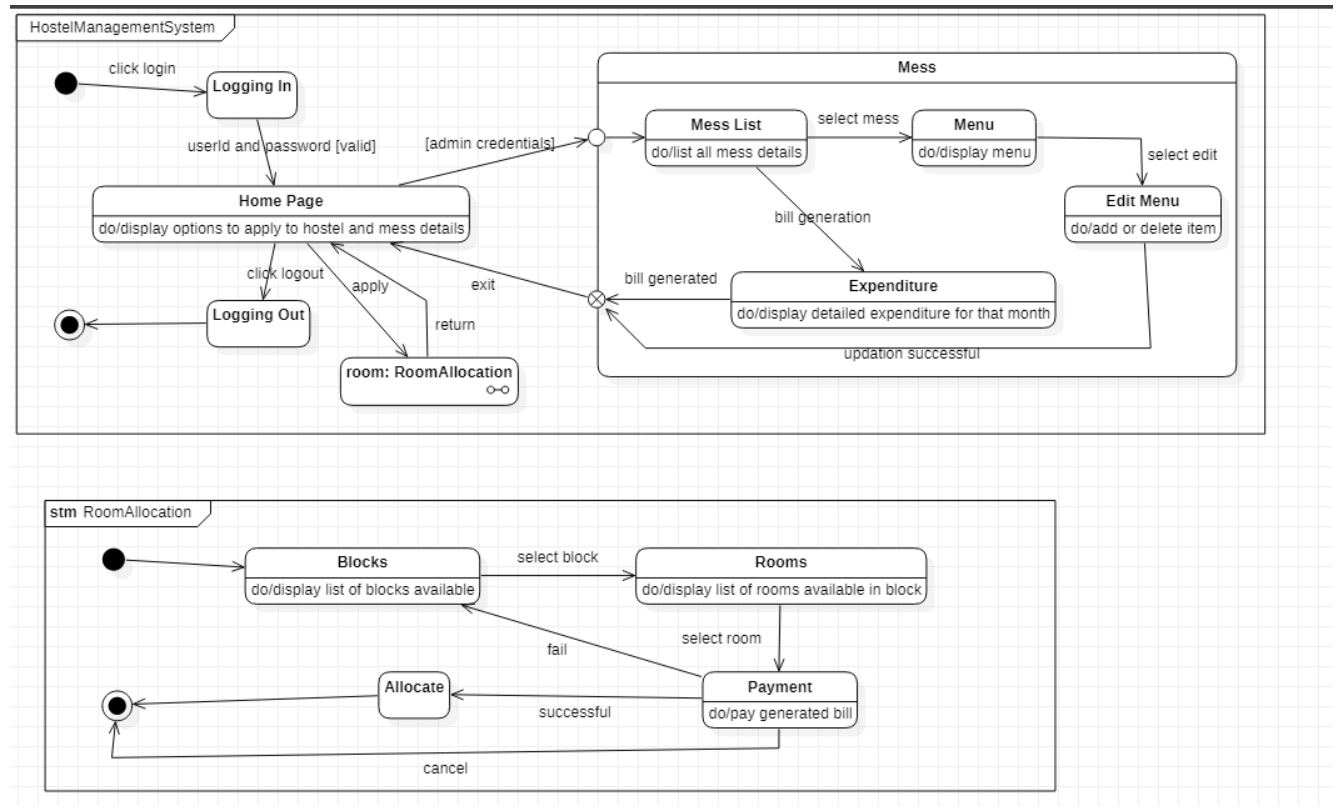 HostelManagementSystem
click login
Logging In
userId and password [valid]
[admin credentials]
Home Page
do/display options to apply to hostel and mess details
click logout
apply
return
exit
Logging Out
room: RoomAllocation
Mess
Mess List
do/list all mess details
select mess
Menu
do/display menu
select edit
Edit Menu
do/add or delete item
bill generation
Expenditure
do/display detailed expenditure for that month
bill generated
updation successful
stm RoomAllocation
Blocks
do/display list of blocks available
select block
Rooms
do/display list of rooms available in block
select room
fail
Payment
do/pay generated bill
Allocate
successful
cancel